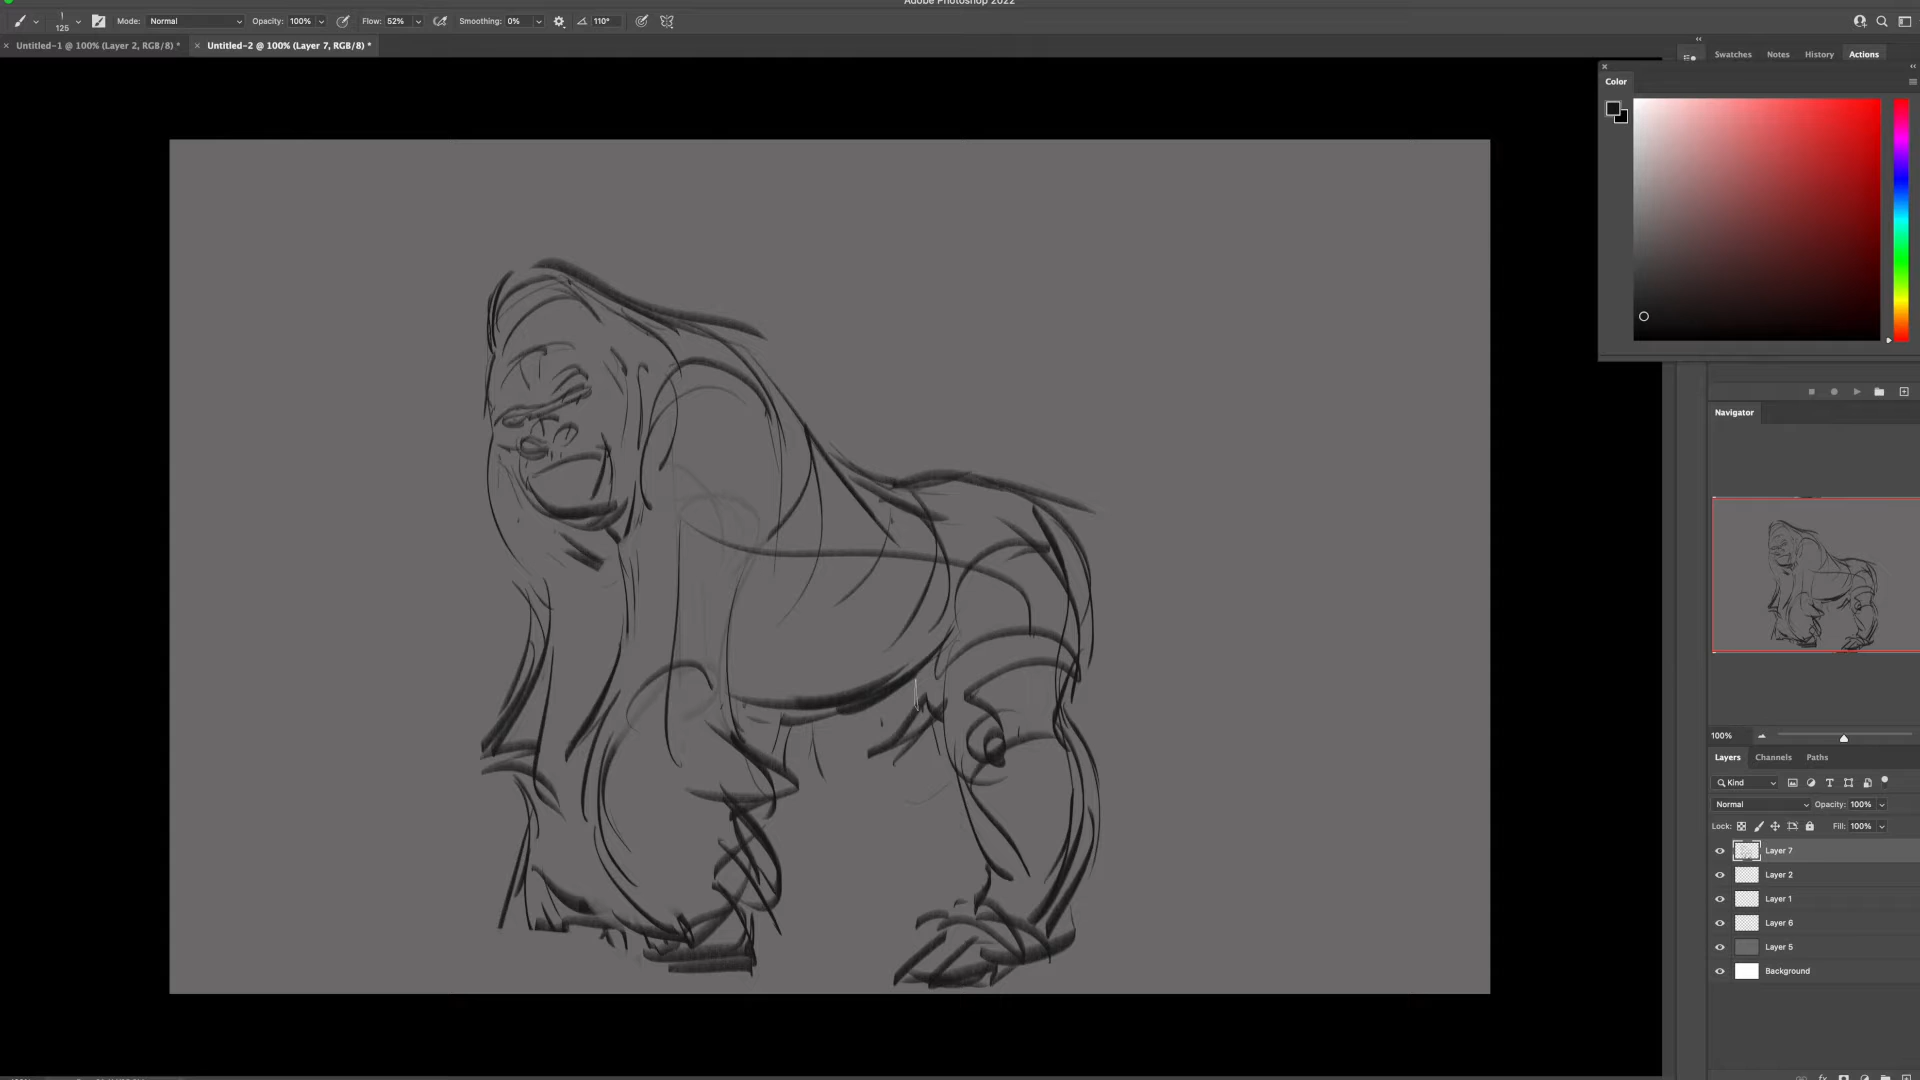 Adobe Photoshop 2022
125 Mode: Normal Opacity: 100% Flow: 52% Smoothing: 0% 110°
Untitled-1 @ 100% (Layer 2, RGB/8) * Untitled-2 @ 100% (Layer 7, RGB/8) *
Swatches Notes History Actions
Color
Navigator
100%
Layers Channels Paths
Kind
Normal Opacity: 100%
Lock: Fill: 100%
Layer 7
Layer 2
Layer 1
Layer 6
Layer 5
Background
fx